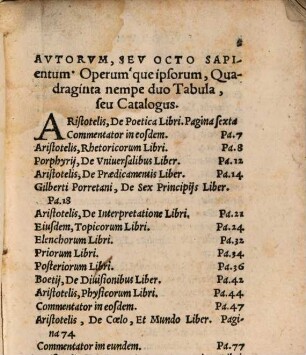 AVTORVM, SEV OCTO SAPI-
entum Operum'que ipsorum, Qua-
draginta nempe duo Tabula,
seu Catalogus.
ARistotelis, De Poetica Libri. Pagina sexta
Commentator in eosdem. Pa.7
Aristotelis, Rhetoricorum Libri. Pa.8
Porphyrij, De Vniuersalibus Liber. Pa.12
Aristotelis, De Prædicamentis Liber. Pa.14
Gilberti Porretani, De Sex Principijs Liber.
Pa.18
Aristotelis, De Interpretatione Libri. Pa.21
Eiusdem, Topicorum Libri. Pa.24
Elenchorum Libri. Pa.32
Priorum Libri. Pa.34
Posteriorum Libri. Pa.36
Boetij, De Diuisionibus Liber. Pa.42
Aristotelis, Physicorum Libri. Pa.44
Commentator in eosdem. Pa.47
Aristotelis, De Cœlo, Et Mundo Liber. Pagi-
na 74
Commentator in eundem. Pa.77